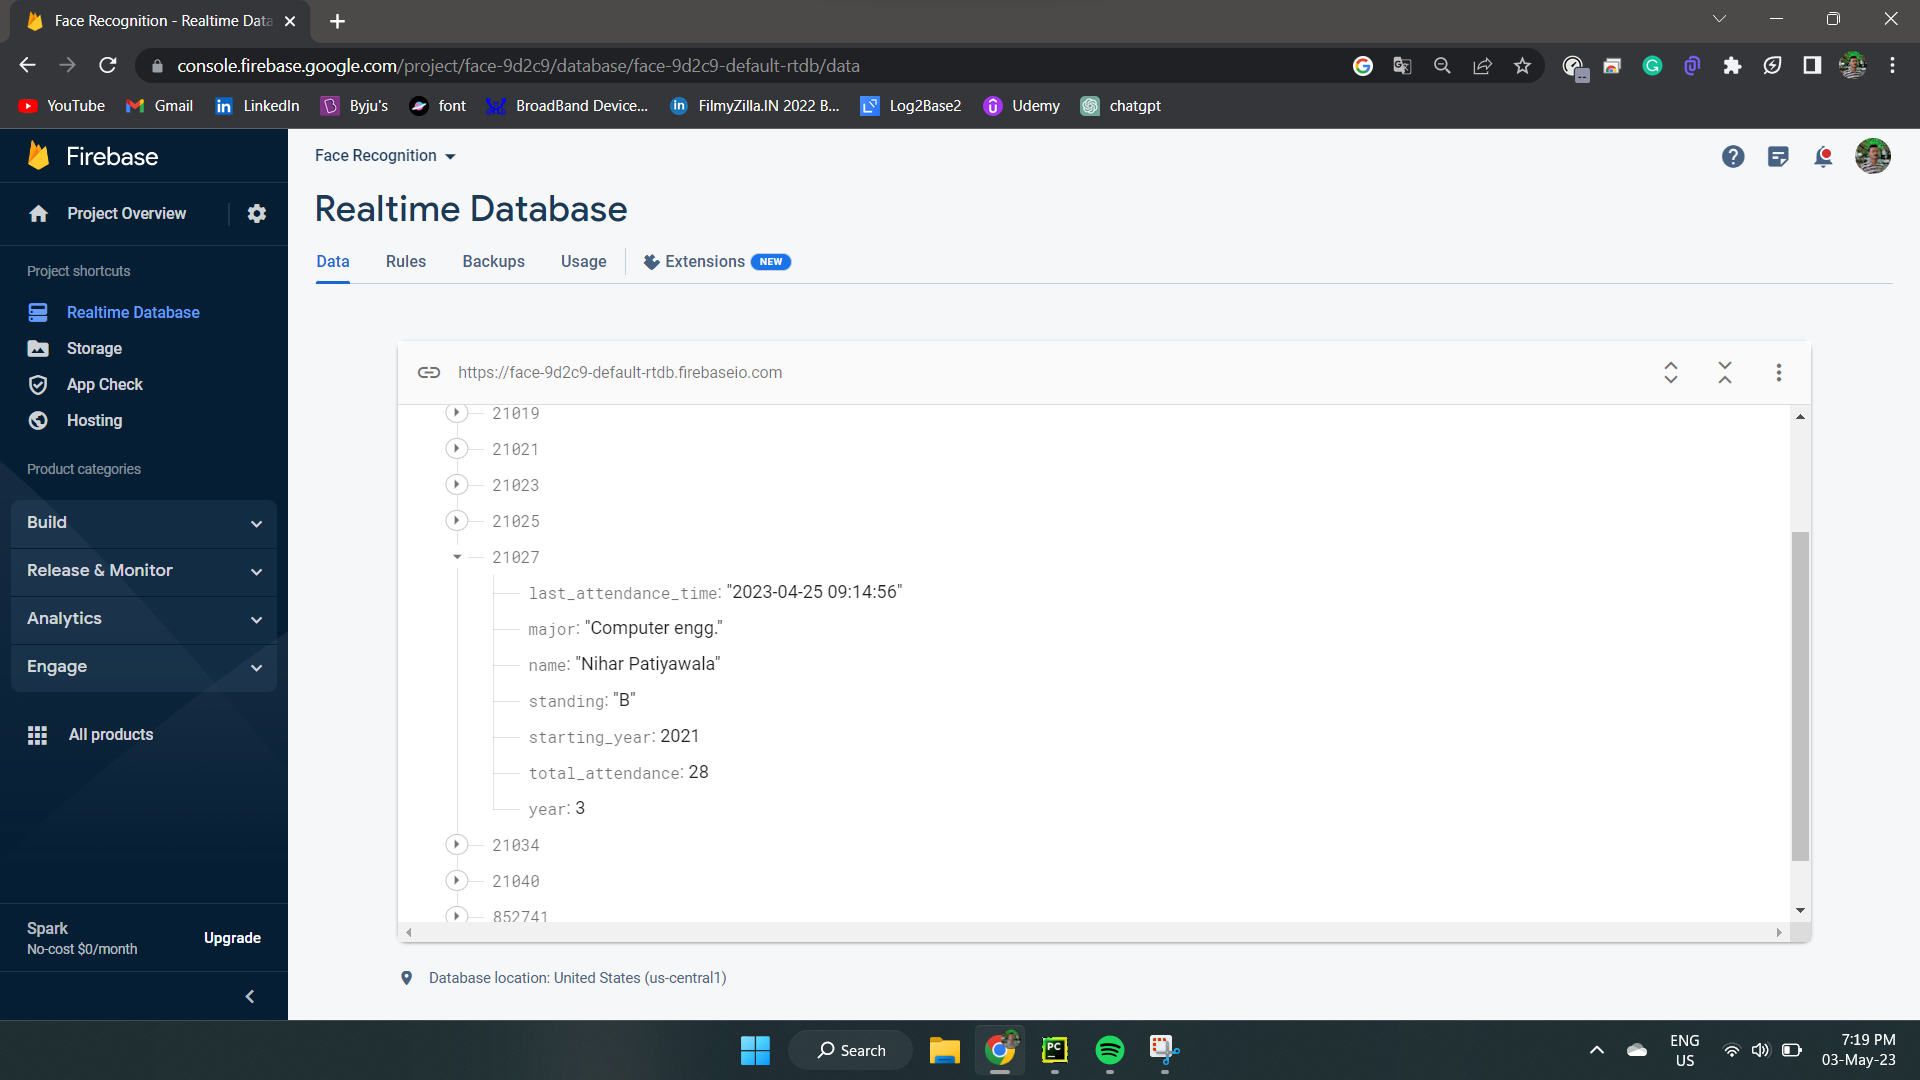 Face Recognition - Realtime Data
console.firebase.google.com/project/face-9d2c9/database/face-9d2c9-default-rtdb/data
YouTube Gmail LinkedIn Byju's font BroadBand Device... FilmyZilla.IN 2022 B... Log2Base2 Udemy chatgpt
Firebase
Project Overview
Project shortcuts
Realtime Database
Storage
App Check
Hosting
Product categories
Build
Release & Monitor
Analytics
Engage
All products
Spark
No-cost $0/month
Upgrade
Face Recognition
Realtime Database
Data Rules Backups Usage Extensions NEW
https://face-9d2c9-default-rtdb.firebaseio.com
21019
21021
21023
21025
21027
last_attendance_time: "2023-04-25 09:14:56"
major: "Computer engg."
name: "Nihar Patiyawala"
standing: "B"
starting_year: 2021
total_attendance: 28
year: 3
21034
21040
852741
Database location: United States (us-central1)
Search
PC
ENG
US
7:19 PM
03-May-23